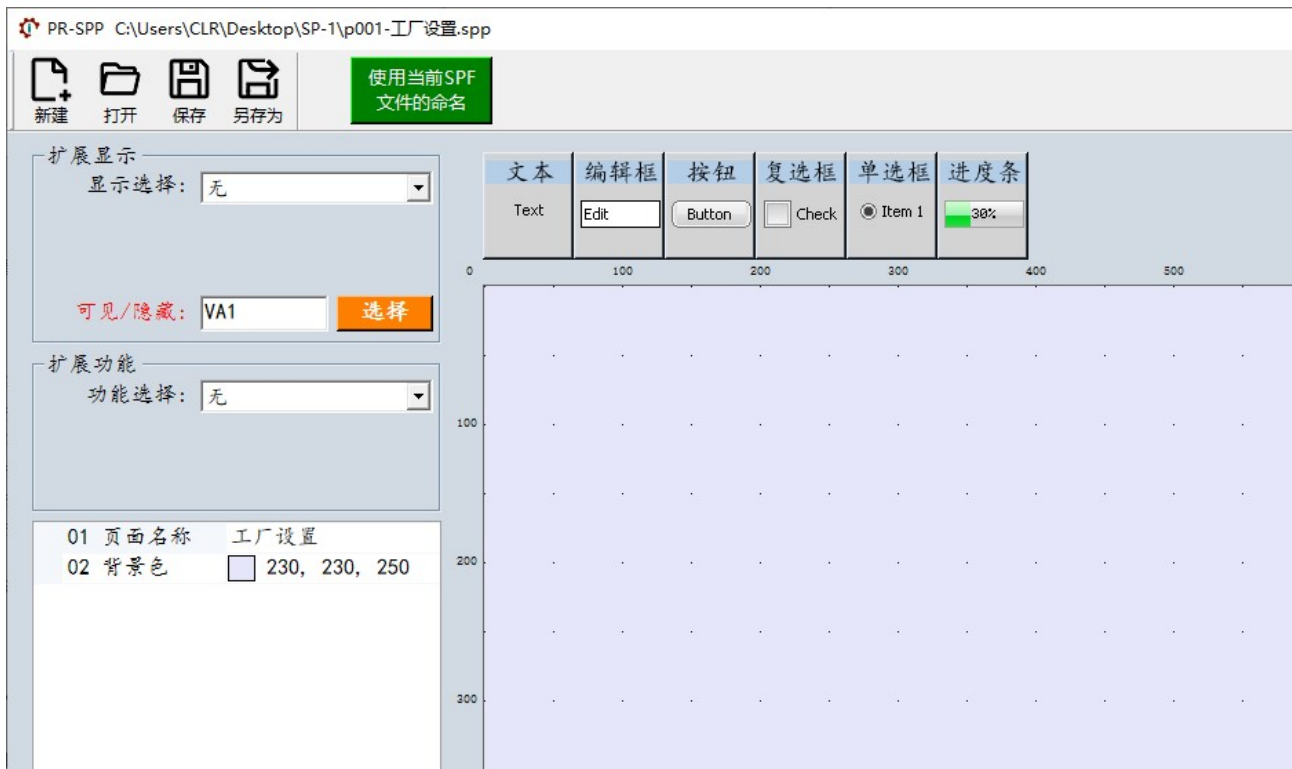 PR-SPP C:\Users\CLR\Desktop\SP-1\p001-工厂设置.spp
新建 打开 保存 另存为
使用当前SPF
文件的命名
扩展显示
显示选择: 无
可见/隐藏: VA1 选择
扩展功能
功能选择: 无
01 页面名称 工厂设置
02 背景色 230, 230, 250
文本 编辑框 按钮 复选框 单选框 进度条
Text Edit Button Check Item 1 30%
0 100 200 300 400 500
100
200
300